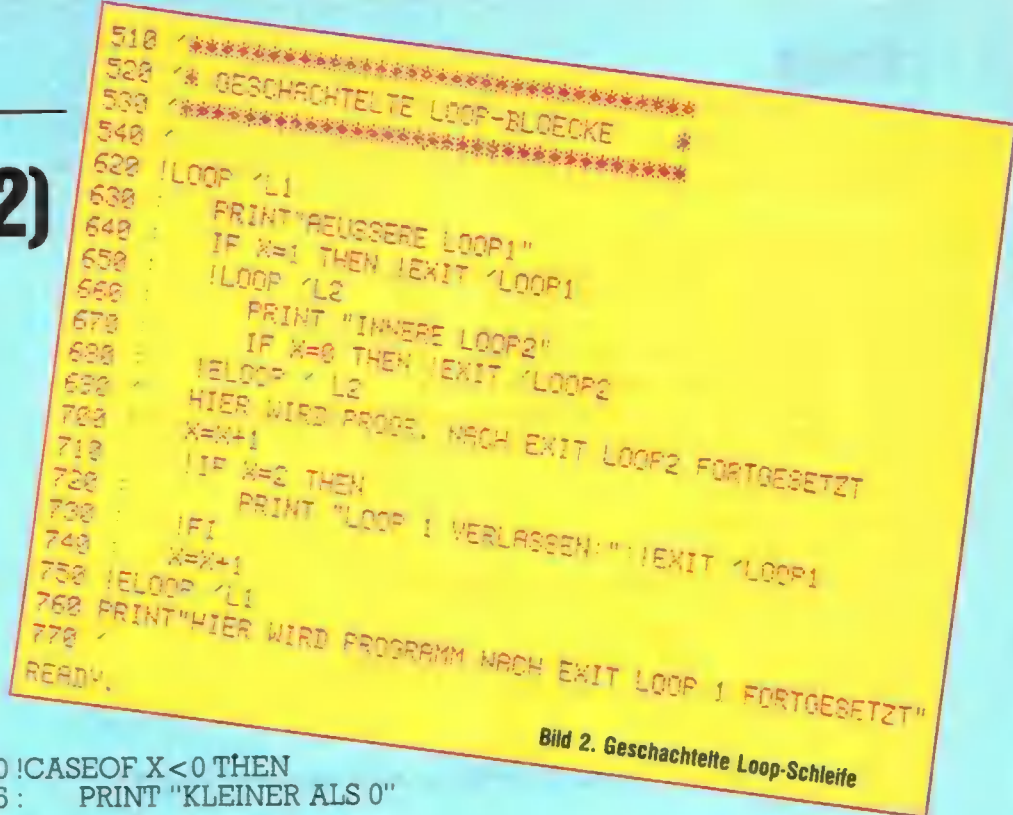 2)
510 '********************************
520 '* GESCHACHTELTE LOOP-BLOECKE *
530 '********************************
540 '
620 !LOOP 'L1
630 : PRINT"AEUSSERE LOOP1"
640 : IF X=1 THEN !EXIT 'LOOP1
650 : !LOOP 'L2
660 : PRINT "INNERE LOOP2"
670 : IF X=0 THEN !EXIT 'LOOP2
680 : !ELOOP ' L2
690 ' HIER WIRD PROGR. NACH EXIT LOOP2 FORTGESETZT
700 : X=X+1
710 : !IF X=2 THEN
720 : PRINT "LOOP 1 VERLASSEN!":!EXIT 'LOOP1
730 : !FI
740 : X=X+1
750 !ELOOP 'L1
760 PRINT"HIER WIRD PROGRAMM NACH EXIT LOOP 1 FORTGESETZT"
770 '
READY.
Bild 2. Geschachtelte Loop-Schleife
0 !CASEOF X<0 THEN
5 : PRINT "KLEINER ALS 0"